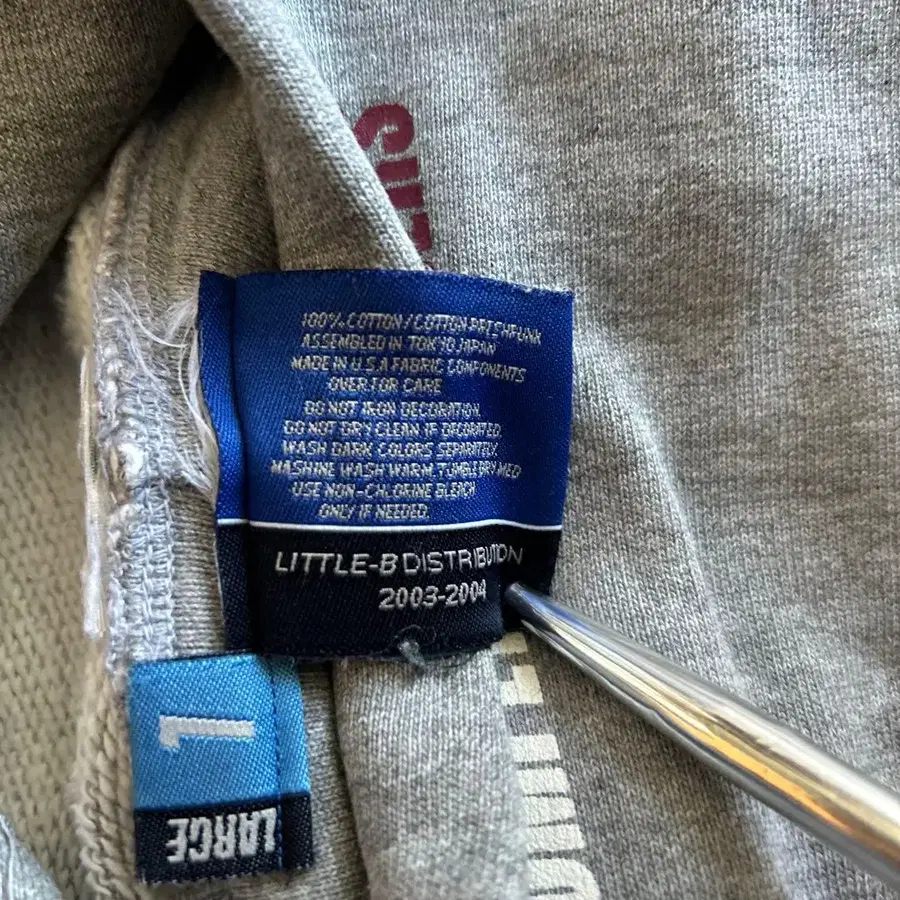 100% COTTON / COTTON PRESHRUNK
ASSEMBLED IN TOKYO JAPAN
MADE IN U.S.A FABRIC COMPONENTS
OVER FOR CARE
DO NOT IRON DECORATION.
DO NOT DRY CLEAN IF DECORATED.
WASH DARK COLORS SEPARATELY.
MASHINE WASH WARM. TUMBLE DRY MED
USE NON-CHLORINE BLEACH
ONLY IF NEEDED.
LITTLE-B DISTRIBUTION
2003-2004
1
LARGE